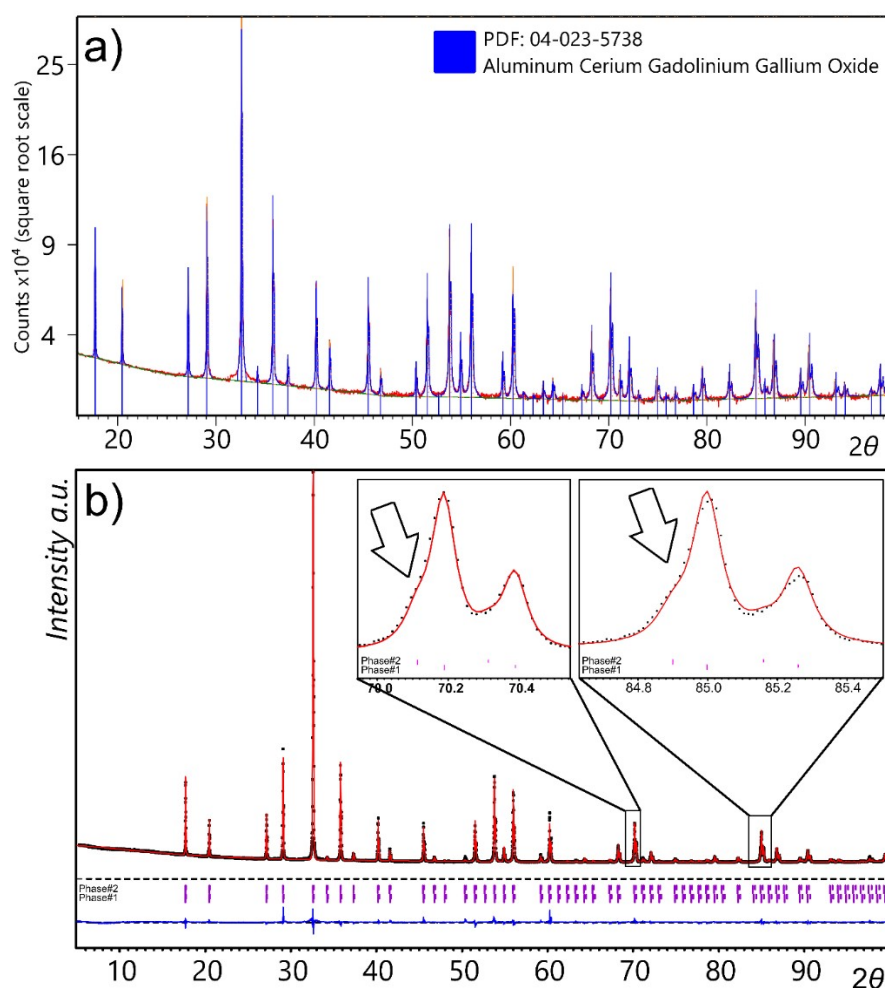 a)
PDF: 04-023-5738
Aluminum Cerium Gadolinium Gallium Oxide
Counts x10⁴ (square root scale)
25
16
9
4
20 30 40 50 60 70 80 90 2θ
b)
Intensity a.u.
Phase#2
Phase#1
70.0 70.2 70.4
Phase#2
Phase#1
84.8 85.0 85.2 85.4
Phase#2
Phase#1
10 20 30 40 50 60 70 80 90 2θ